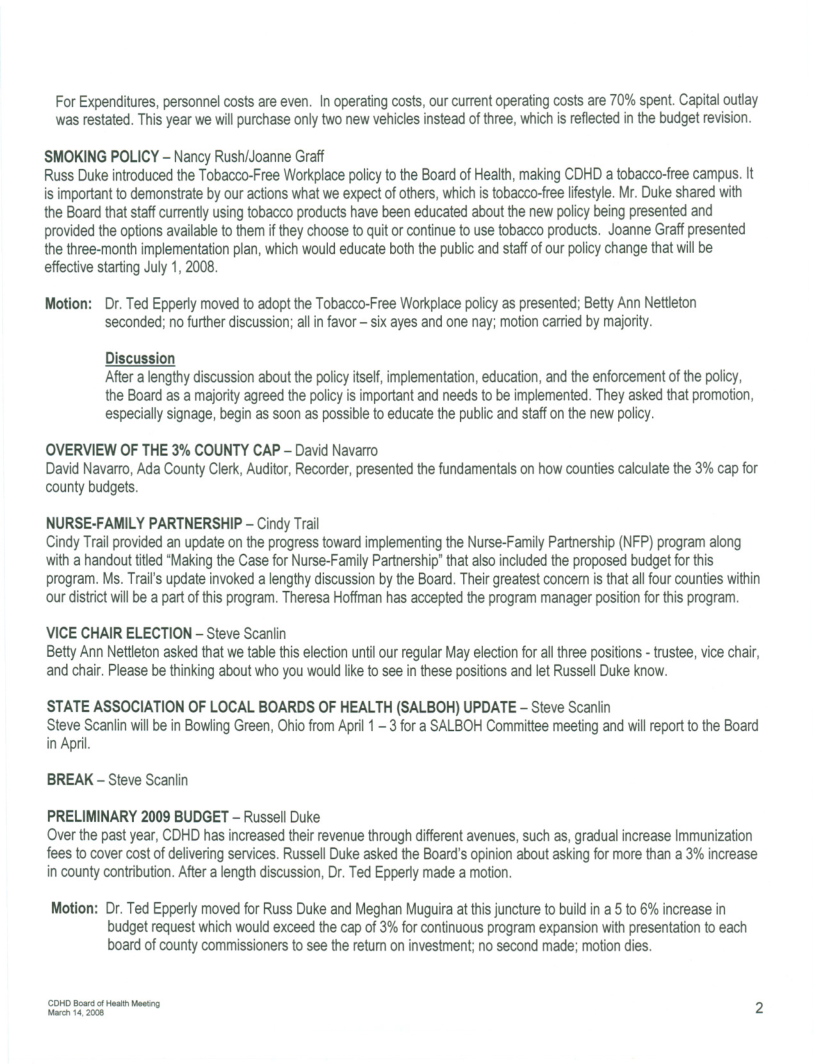 For Expenditures, personnel costs are even. In operating costs, our current operating costs are 70% spent. Capital outlay
was restated. This year we will purchase only two new vehicles instead of three, which is reflected in the budget revision.
SMOKING POLICY – Nancy Rush/Joanne Graff
Russ Duke introduced the Tobacco-Free Workplace policy to the Board of Health, making CDHD a tobacco-free campus. It
is important to demonstrate by our actions what we expect of others, which is tobacco-free lifestyle. Mr. Duke shared with
the Board that staff currently using tobacco products have been educated about the new policy being presented and
provided the options available to them if they choose to quit or continue to use tobacco products. Joanne Graff presented
the three-month implementation plan, which would educate both the public and staff of our policy change that will be
effective starting July 1, 2008.
Motion: Dr. Ted Epperly moved to adopt the Tobacco-Free Workplace policy as presented; Betty Ann Nettleton
seconded; no further discussion; all in favor – six ayes and one nay; motion carried by majority.
Discussion
After a lengthy discussion about the policy itself, implementation, education, and the enforcement of the policy,
the Board as a majority agreed the policy is important and needs to be implemented. They asked that promotion,
especially signage, begin as soon as possible to educate the public and staff on the new policy.
OVERVIEW OF THE 3% COUNTY CAP – David Navarro
David Navarro, Ada County Clerk, Auditor, Recorder, presented the fundamentals on how counties calculate the 3% cap for
county budgets.
NURSE-FAMILY PARTNERSHIP – Cindy Trail
Cindy Trail provided an update on the progress toward implementing the Nurse-Family Partnership (NFP) program along
with a handout titled "Making the Case for Nurse-Family Partnership" that also included the proposed budget for this
program. Ms. Trail's update invoked a lengthy discussion by the Board. Their greatest concern is that all four counties within
our district will be a part of this program. Theresa Hoffman has accepted the program manager position for this program.
VICE CHAIR ELECTION – Steve Scanlin
Betty Ann Nettleton asked that we table this election until our regular May election for all three positions - trustee, vice chair,
and chair. Please be thinking about who you would like to see in these positions and let Russell Duke know.
STATE ASSOCIATION OF LOCAL BOARDS OF HEALTH (SALBOH) UPDATE – Steve Scanlin
Steve Scanlin will be in Bowling Green, Ohio from April 1 – 3 for a SALBOH Committee meeting and will report to the Board
in April.
BREAK – Steve Scanlin
PRELIMINARY 2009 BUDGET – Russell Duke
Over the past year, CDHD has increased their revenue through different avenues, such as, gradual increase Immunization
fees to cover cost of delivering services. Russell Duke asked the Board's opinion about asking for more than a 3% increase
in county contribution. After a length discussion, Dr. Ted Epperly made a motion.
Motion: Dr. Ted Epperly moved for Russ Duke and Meghan Muguira at this juncture to build in a 5 to 6% increase in
budget request which would exceed the cap of 3% for continuous program expansion with presentation to each
board of county commissioners to see the return on investment; no second made; motion dies.
CDHD Board of Health Meeting
March 14, 2008
2